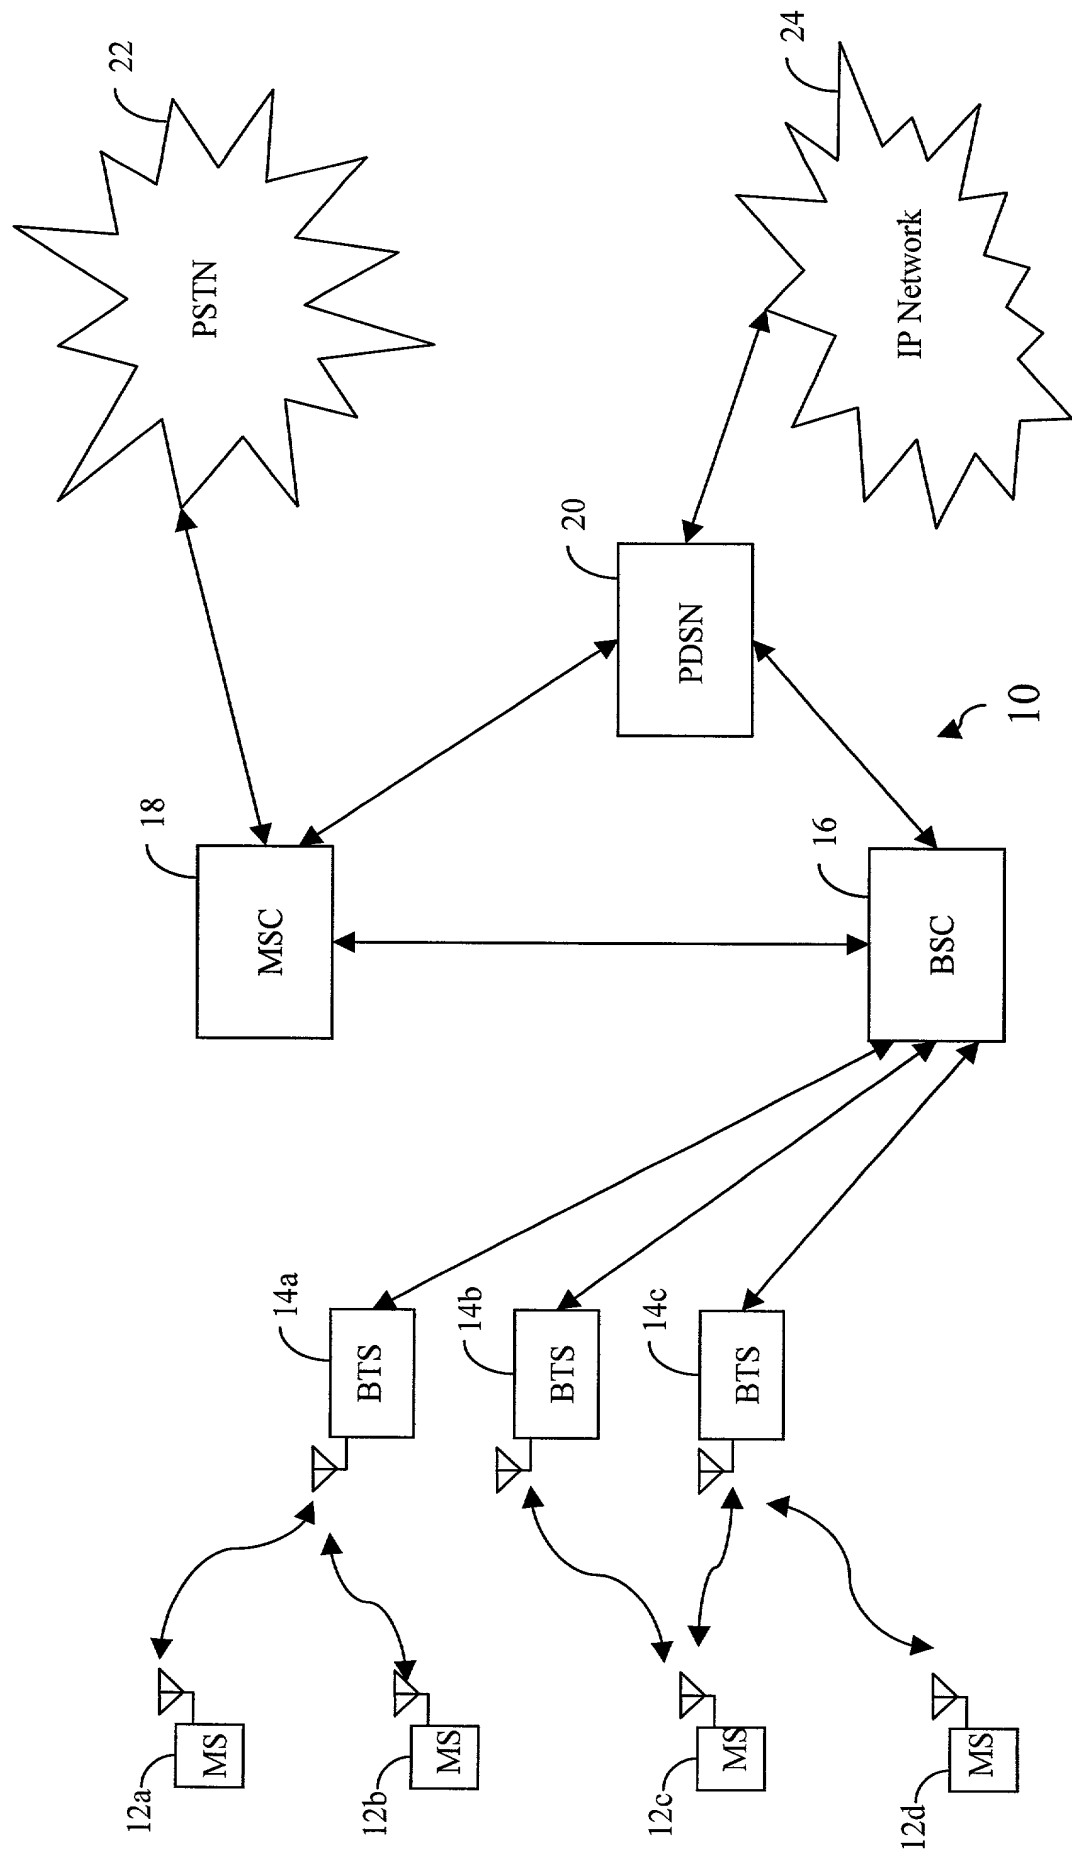 12a
MS
12b
MS
12c
MS
12d
MS
14a
BTS
14b
BTS
14c
BTS
18
MSC
16
BSC
10
20
PDSN
22
PSTN
24
IP Network